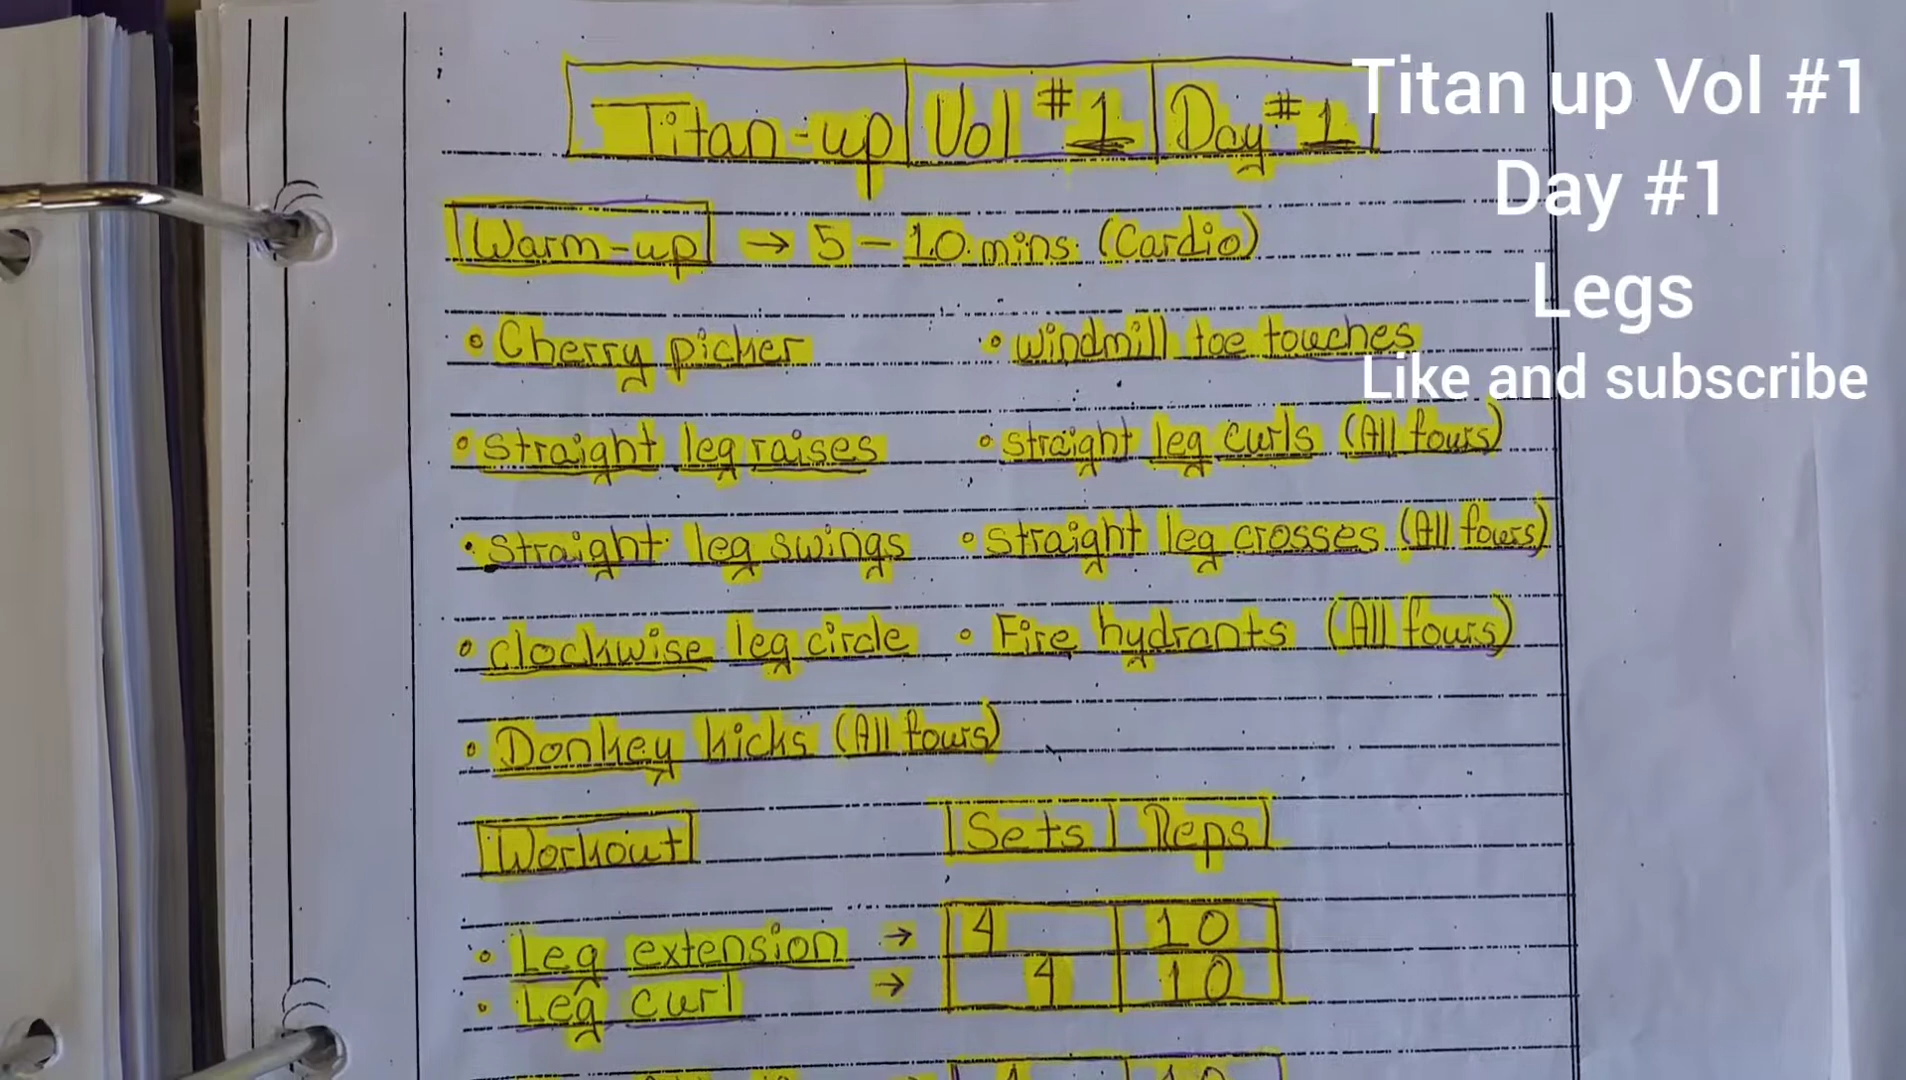 Titan-up Vol #1 Day #1
Titan up Vol #1
Day #1
Legs
Like and subscribe
Warm-up → 5 - 10 mins (Cardio)
• Cherry picker • windmill toe touches
• straight leg raises • straight leg curls (All fours)
• straight leg swings • straight leg crosses (All fours)
• clockwise leg circle • Fire hydrants (All fours)
• Donkey kicks (All fours)
Workout Sets Reps
• Leg extension → 4 10
• Leg curl → 4 10